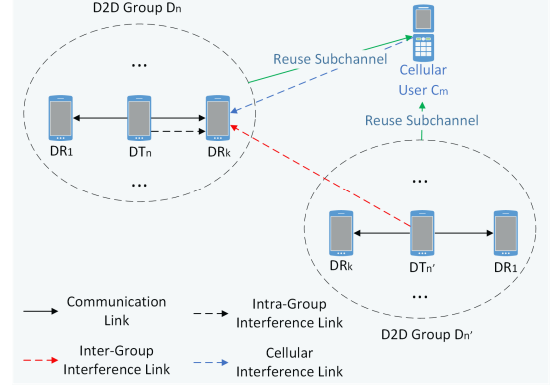 D2D Group Dn
...
Reuse Subchannel
Cellular
User Cm
Reuse Subchannel
DR1
DTn
DRk
...
...
DRk
DTn'
DR1
...
D2D Group Dn'
Communication
Link
Intra-Group
Interference Link
Inter-Group
Interference Link
Cellular
Interference Link